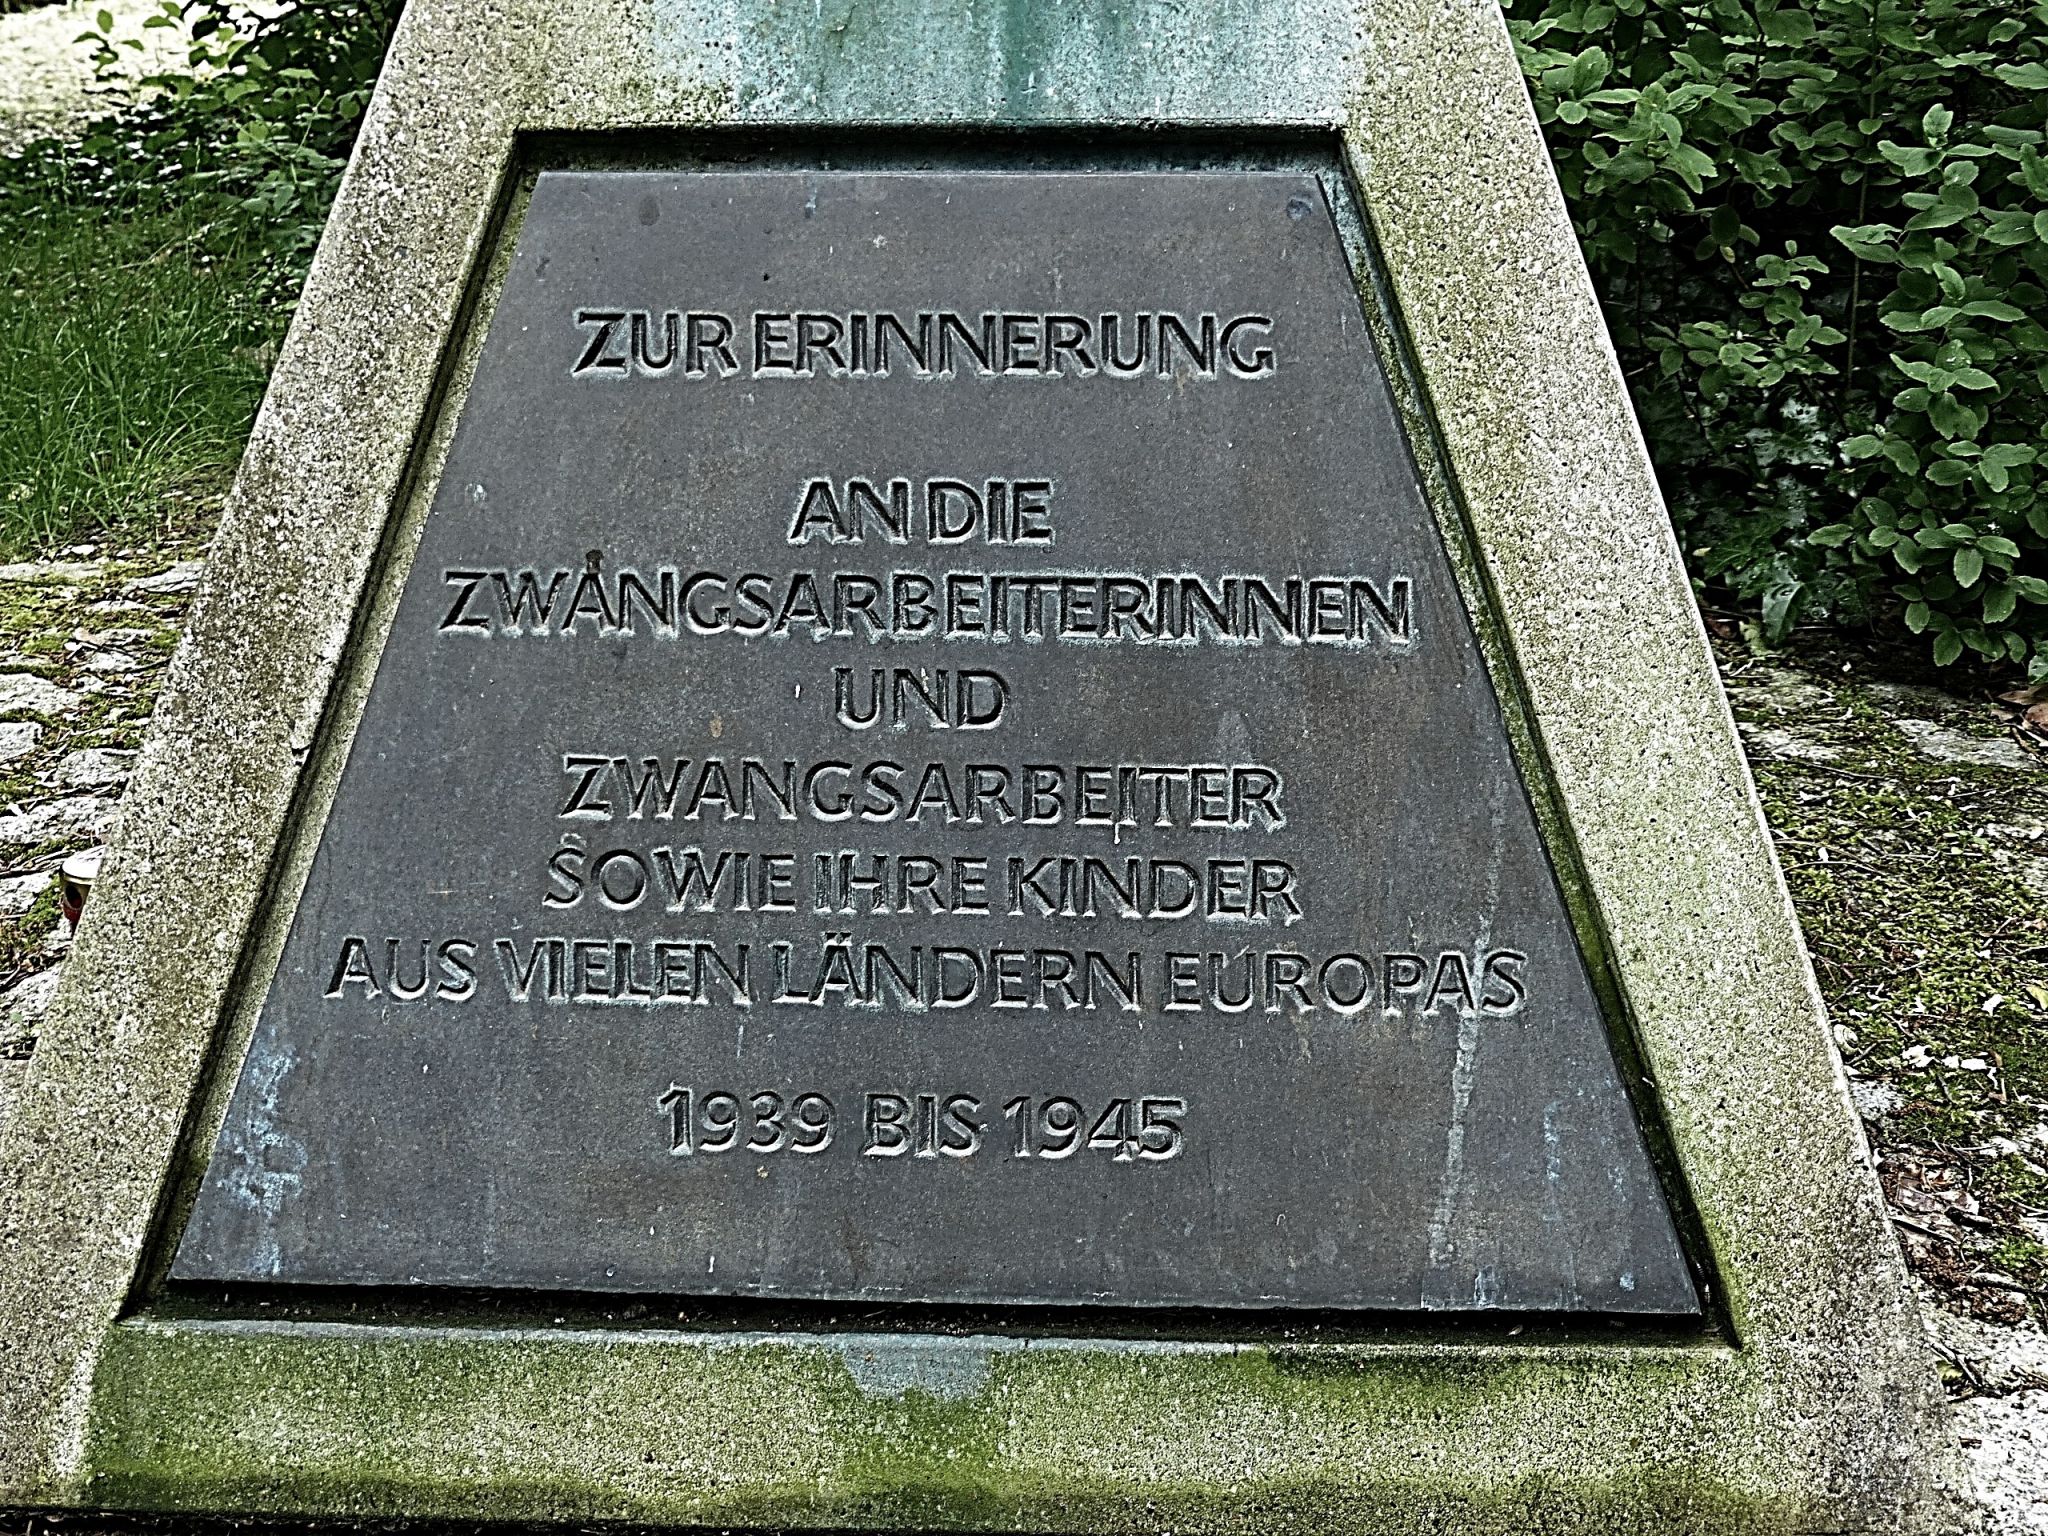 ZUR ERINNERUNG
AN DIE
ZWANGSARBEITERINNEN
UND
ZWANGSARBEITER
SOWIE IHRE KINDER
AUS VIELEN LÄNDERN EUROPAS
1939 BIS 1945